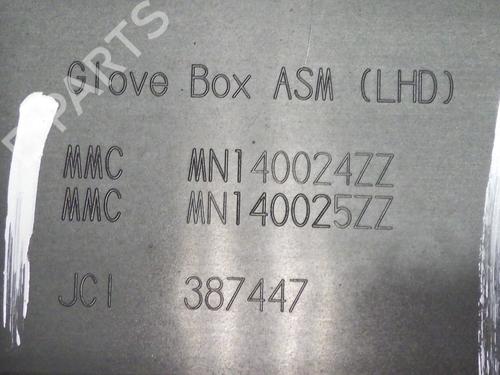 Glove Box ASM (LHD)
MMC MN140024ZZ
MMC MN140025ZZ
JCI 387447